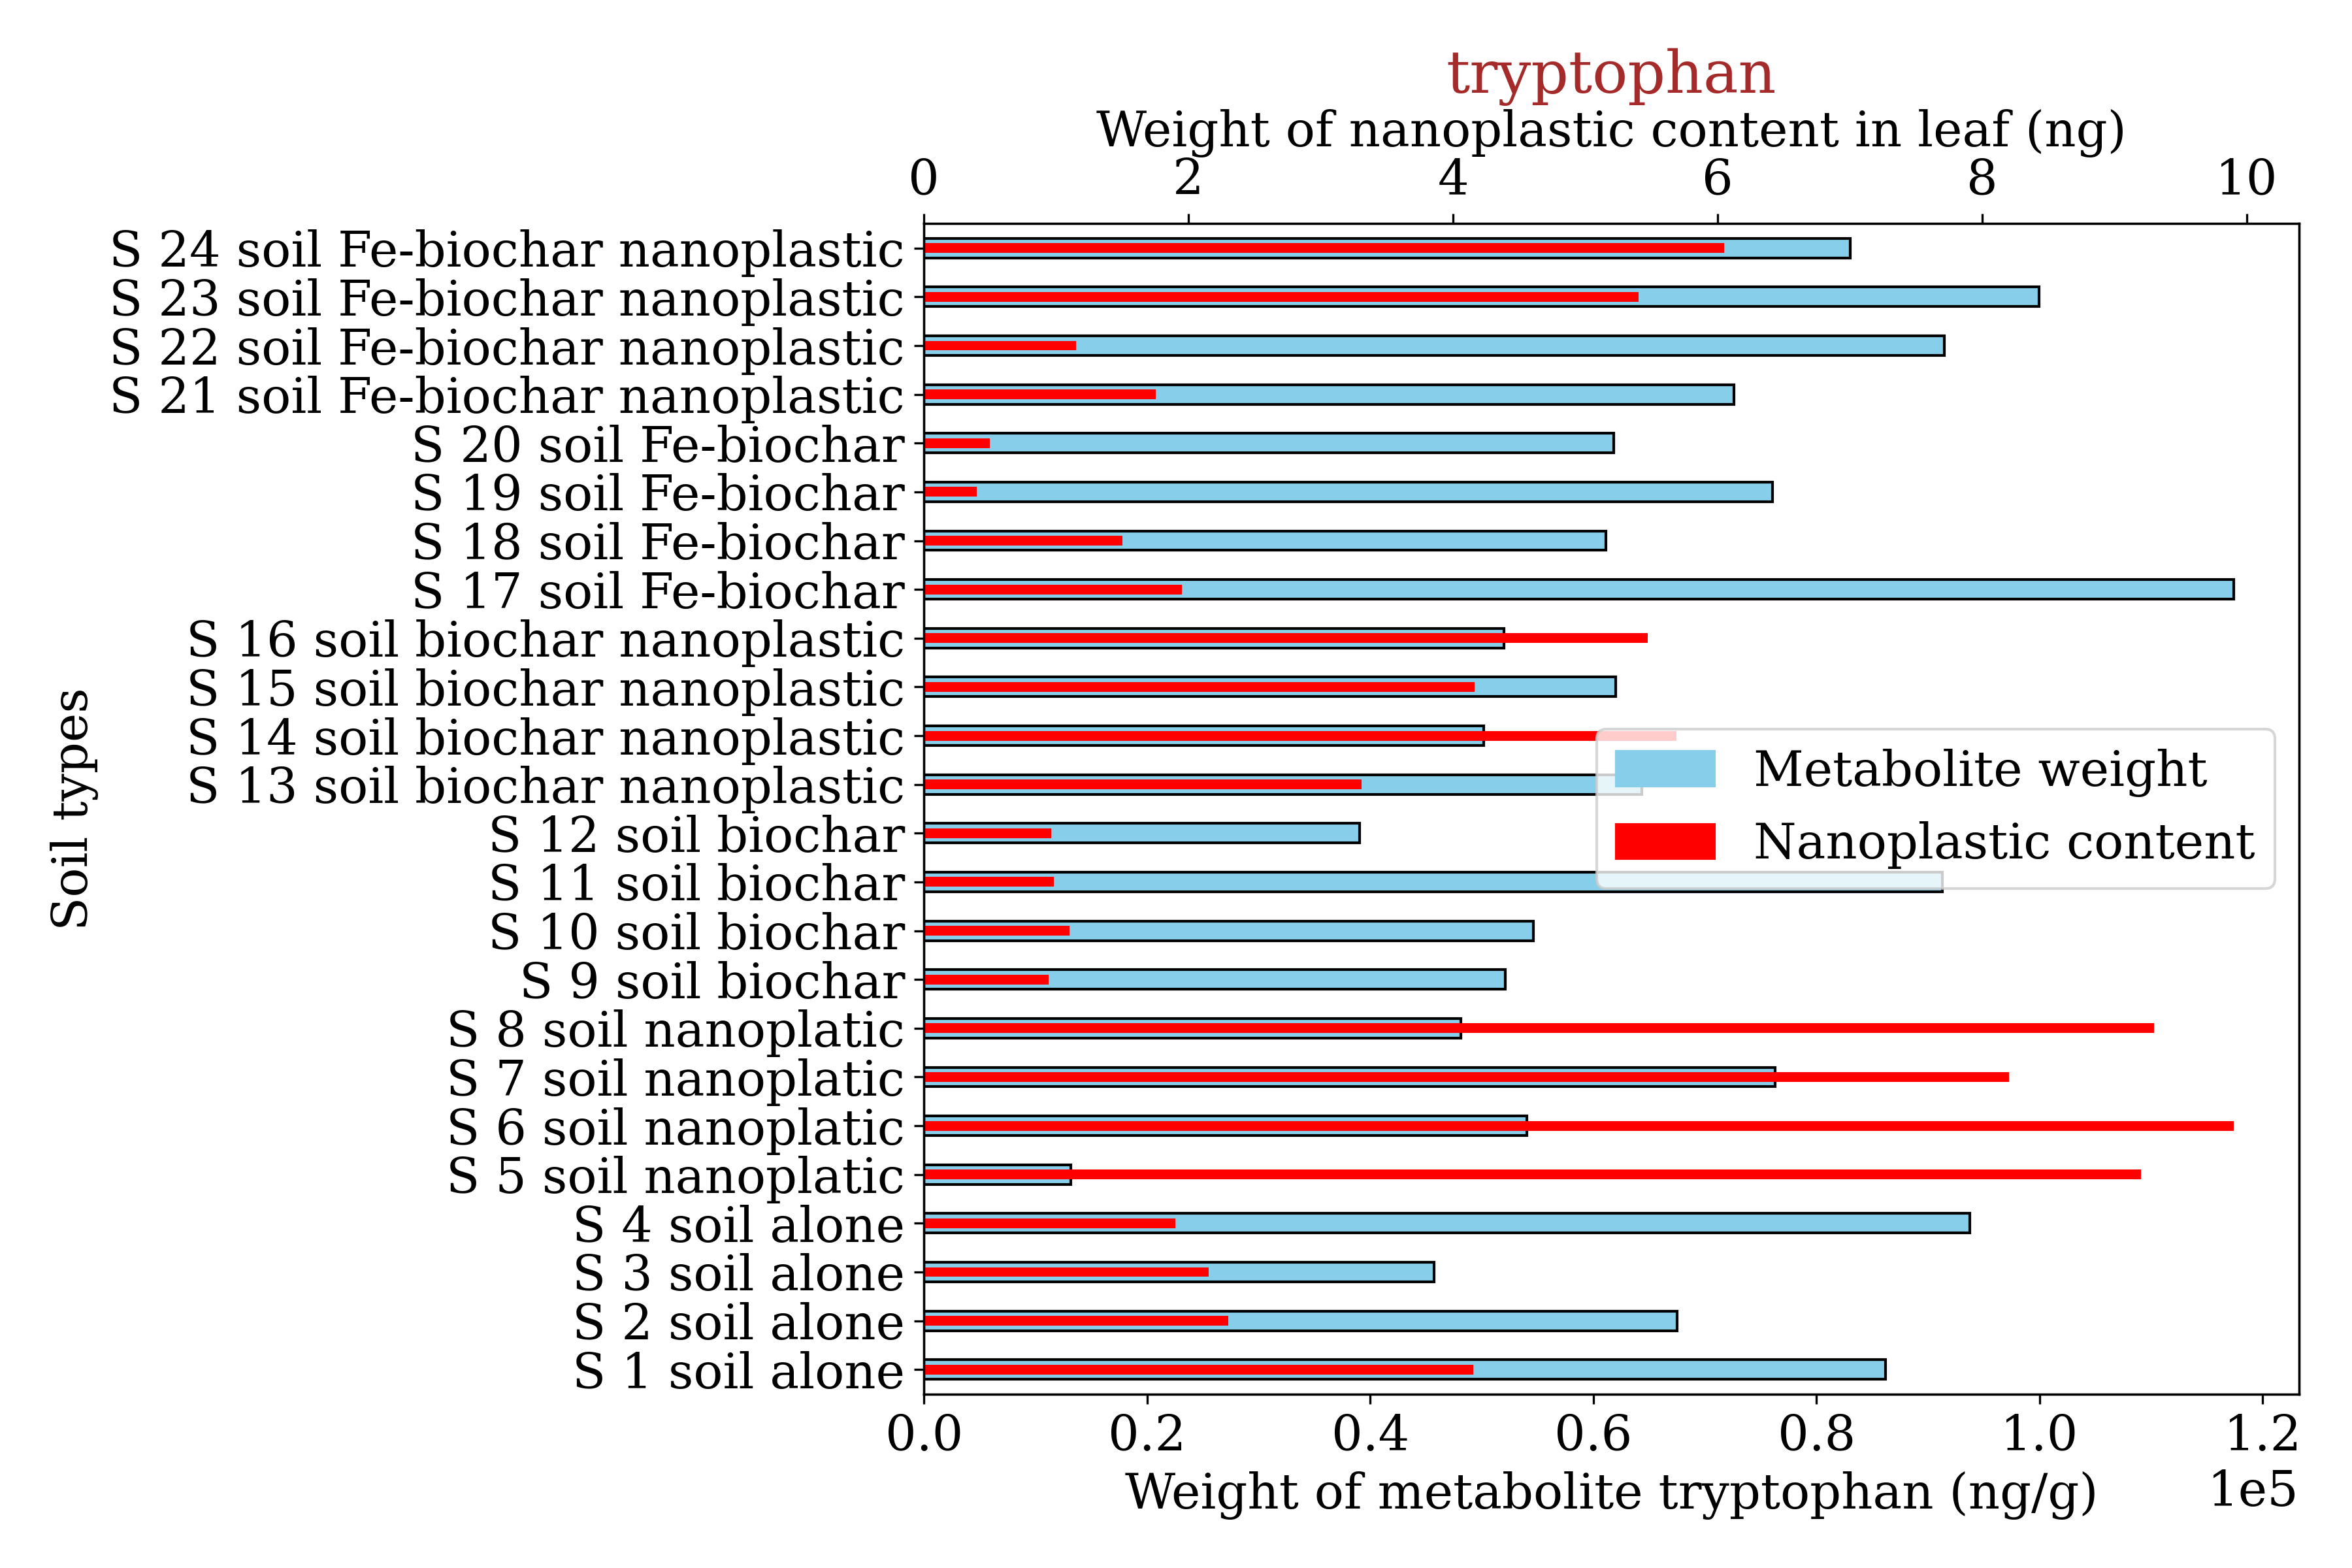 tryptophan
Weight of nanoplastic content in leaf (ng)
0 2 4 6 8 10
S 24 soil Fe-biochar nanoplastic
S 23 soil Fe-biochar nanoplastic
S 22 soil Fe-biochar nanoplastic
S 21 soil Fe-biochar nanoplastic
S 20 soil Fe-biochar
S 19 soil Fe-biochar
S 18 soil Fe-biochar
S 17 soil Fe-biochar
S 16 soil biochar nanoplastic
S 15 soil biochar nanoplastic
S 14 soil biochar nanoplastic
S 13 soil biochar nanoplastic
S 12 soil biochar
S 11 soil biochar
S 10 soil biochar
S 9 soil biochar
S 8 soil nanoplatic
S 7 soil nanoplatic
S 6 soil nanoplatic
S 5 soil nanoplatic
S 4 soil alone
S 3 soil alone
S 2 soil alone
S 1 soil alone
Soil types
Metabolite weight
Nanoplastic content
0.0 0.2 0.4 0.6 0.8 1.0 1.2
Weight of metabolite tryptophan (ng/g)
1e5